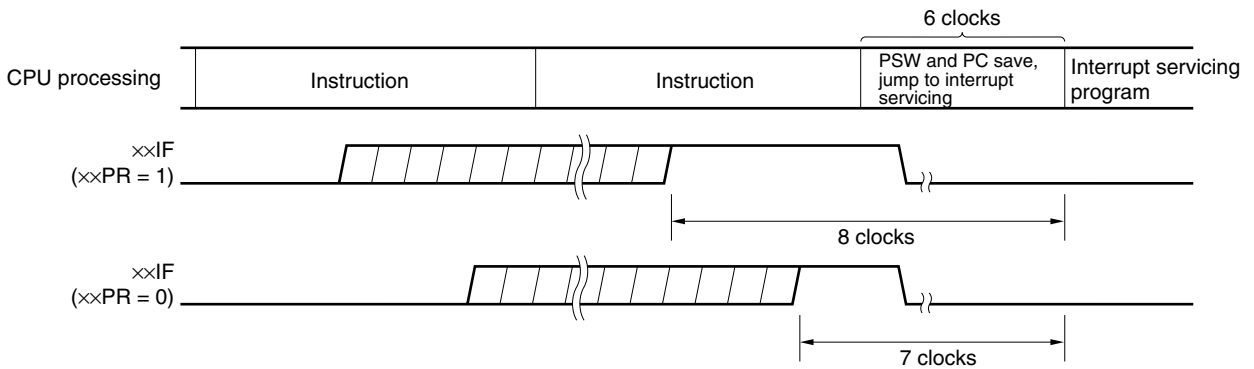 6 clocks
CPU processing
Instruction
Instruction
PSW and PC save,
jump to interrupt
servicing
Interrupt servicing
program
××IF
(××PR = 1)
8 clocks
××IF
(××PR = 0)
7 clocks